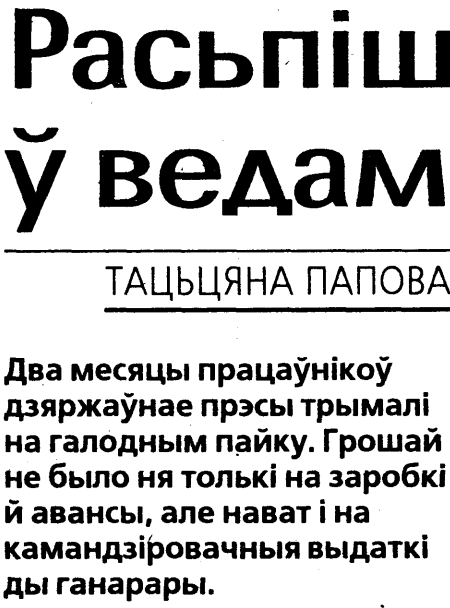 Расьпіш
ў ведам
ТАЦЬЦЯНА ПАПОВА
Два месяцы працаўнікоў
дзяржаўнае прэсы трымалі
на галодным пайку. Грошай
не было ня толькі на заробкі
й авансы, але нават і на
камандзіровачныя выдаткі
ды ганарары.